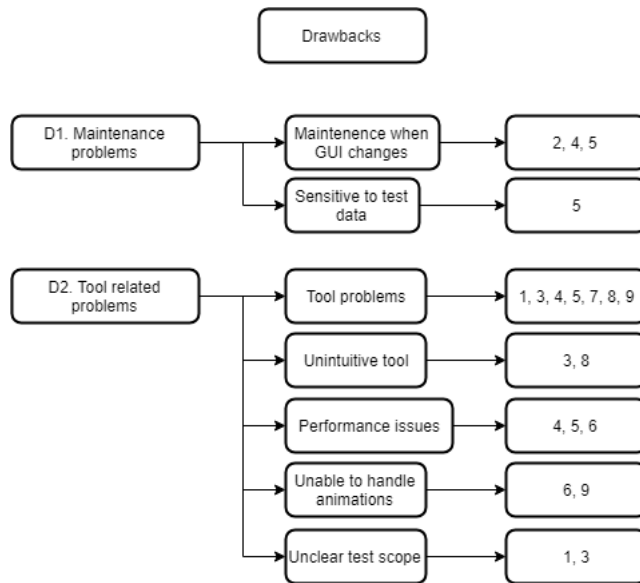 Drawbacks
D1. Maintenance
problems
Maintenence when
GUI changes
2, 4, 5
Sensitive to test
data
5
D2. Tool related
problems
Tool problems
1, 3, 4, 5, 7, 8, 9
Unintuitive tool
3, 8
Performance issues
4, 5, 6
Unable to handle
animations
6, 9
Unclear test scope
1, 3